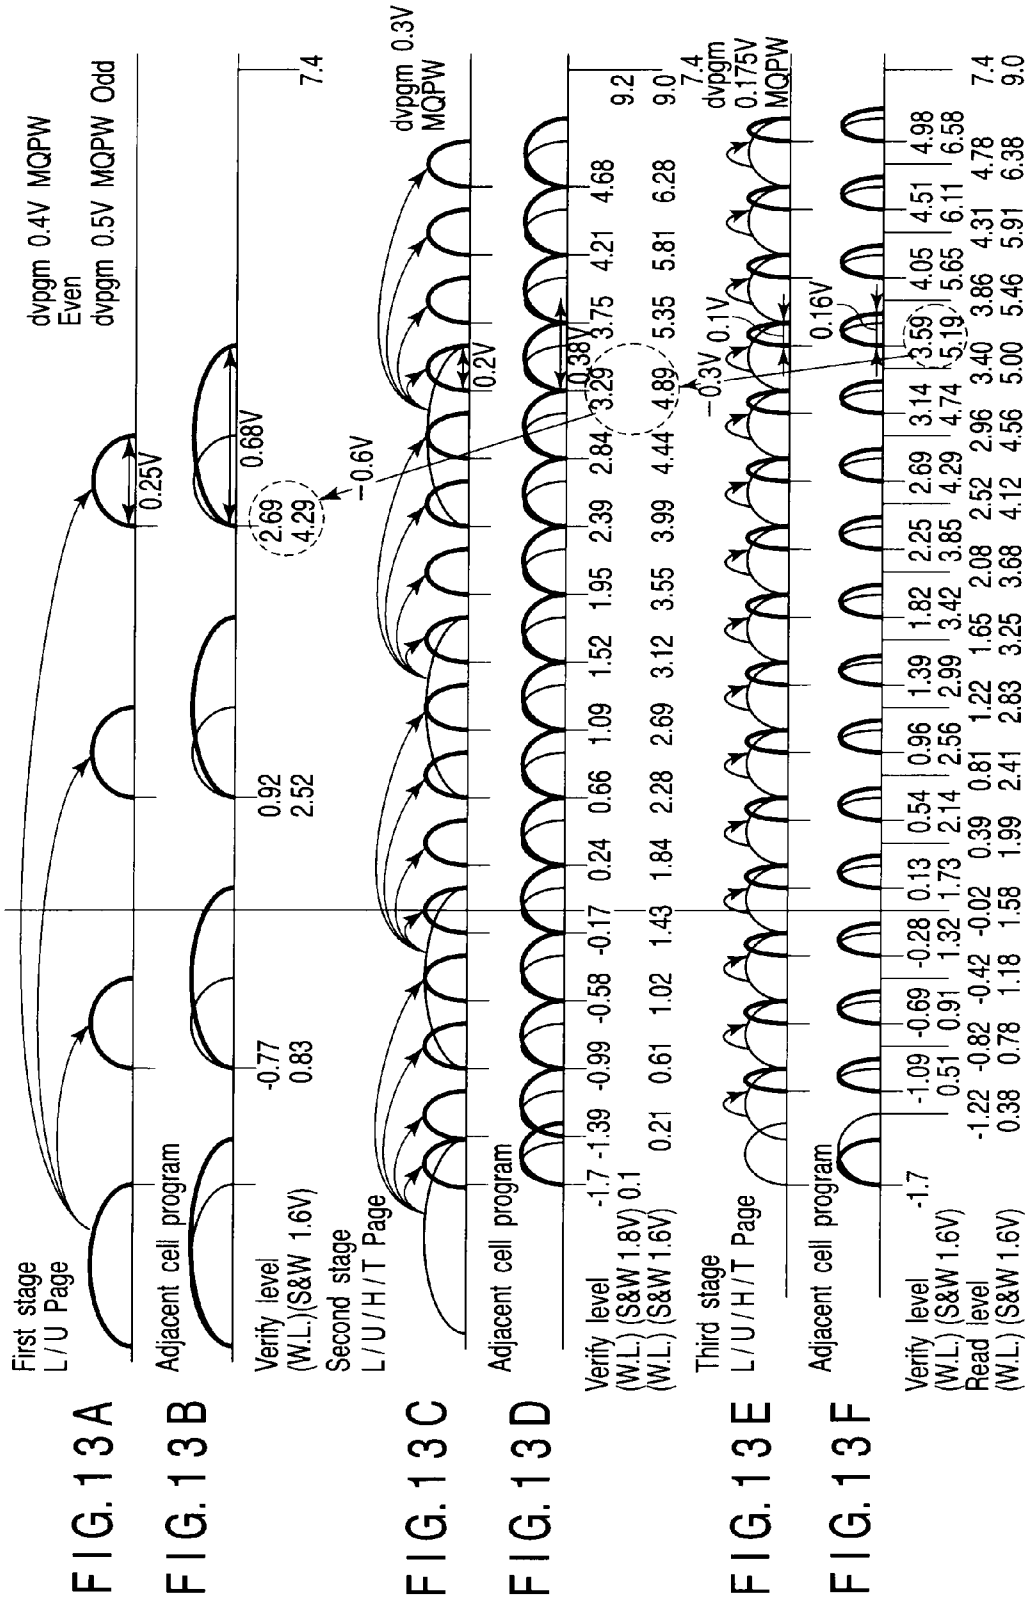 FIG. 13A
First stage
L / U Page
dvpgm 0.4V MQPW
Even
dvpgm 0.5V MQPW Odd
0.25V
FIG. 13B
Adjacent cell program
0.68V
Verify level
(W.L.)(S&W 1.6V)
-0.77 0.92 2.69
0.83 2.52 4.29 7.4
FIG. 13C
Second stage
L / U / H / T Page
-0.6V
dvpgm 0.3V
MQPW
0.2V
FIG. 13D
Adjacent cell program
0.38V
Verify level
(W.L.) (S&W 1.8V) 0.1
(W.L.) (S&W 1.6V)
-1.7 -1.39 -0.99 -0.58 -0.17 0.24 0.66 1.09 1.52 1.95 2.39 2.84 3.29 3.75 4.21 4.68 9.2
0.21 0.61 1.02 1.43 1.84 2.28 2.69 3.12 3.55 3.99 4.44 4.89 5.35 5.81 6.28 9.0
FIG. 13E
Third stage
L / U / H / T Page
-0.3V
0.1V
7.4
dvpgm
0.175V
MQPW
FIG. 13F
Adjacent cell program
0.16V
Verify level
-1.7 -1.09 -0.69 -0.28 0.13 0.54 0.96 1.39 1.82 2.25 2.69 3.14 3.59 4.05 4.51 4.98
(W.L.) (S&W 1.6V)
0.51 0.91 1.32 1.73 2.14 2.56 2.99 3.42 3.85 4.29 4.74 5.19 5.65 6.11 6.58
Read level
-1.22 -0.82 -0.42 -0.02 0.39 0.81 1.22 1.65 2.08 2.52 2.96 3.40 3.86 4.31 4.78 7.4
(W.L.) (S&W 1.6V)
0.38 0.78 1.18 1.58 1.99 2.41 2.83 3.25 3.68 4.12 4.56 5.00 5.46 5.91 6.38 9.0